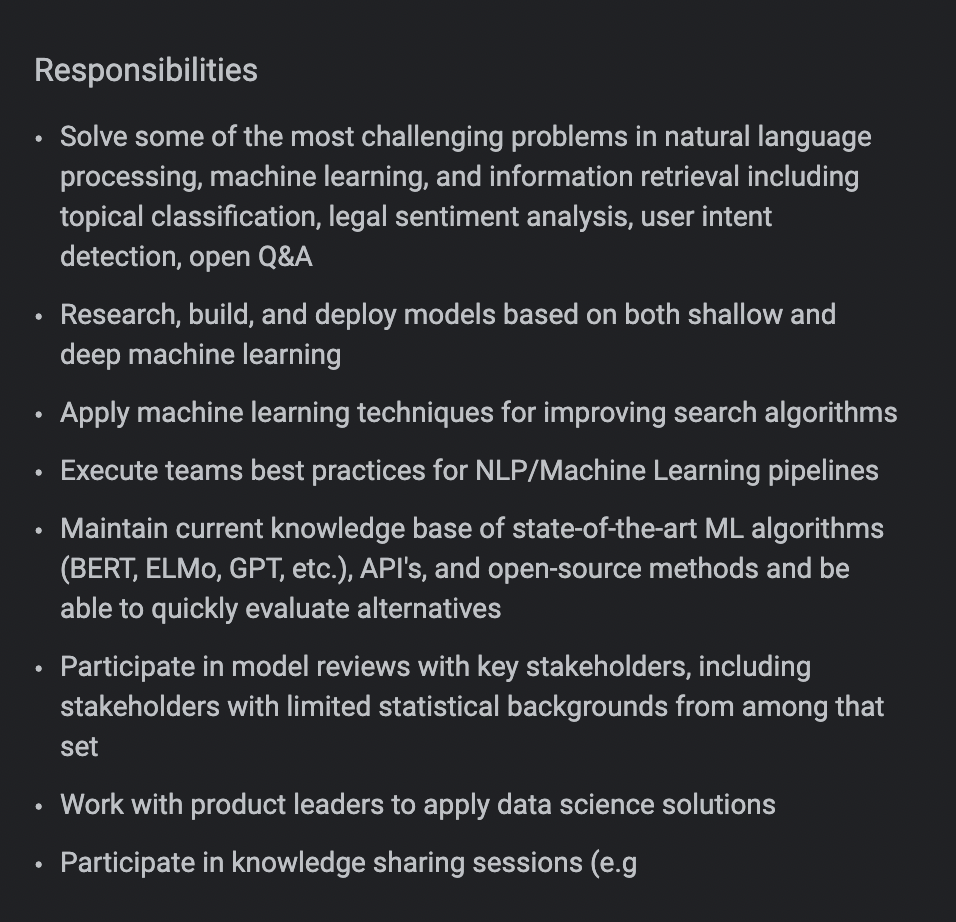 Responsibilities
• Solve some of the most challenging problems in natural language
processing, machine learning, and information retrieval including
topical classification, legal sentiment analysis, user intent
detection, open Q&A
• Research, build, and deploy models based on both shallow and
deep machine learning
• Apply machine learning techniques for improving search algorithms
• Execute teams best practices for NLP/Machine Learning pipelines
• Maintain current knowledge base of state-of-the-art ML algorithms
(BERT, ELMo, GPT, etc.), API's, and open-source methods and be
able to quickly evaluate alternatives
• Participate in model reviews with key stakeholders, including
stakeholders with limited statistical backgrounds from among that
set
• Work with product leaders to apply data science solutions
• Participate in knowledge sharing sessions (e.g